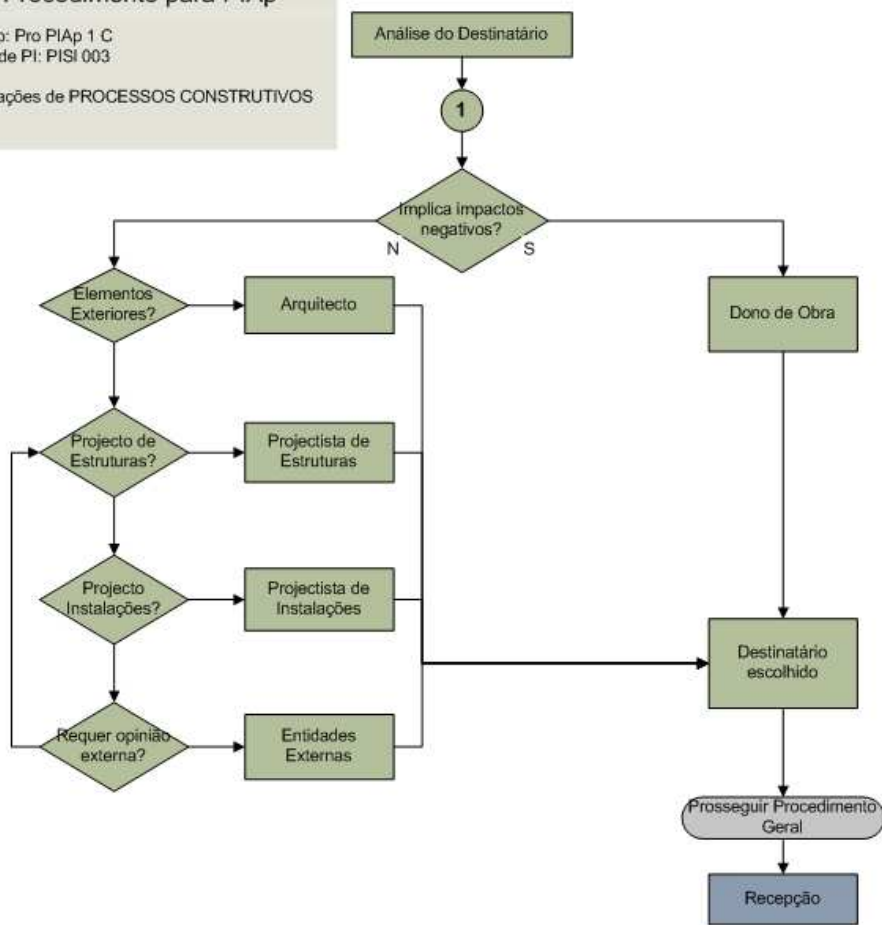 para PIAp
Pro PIAp 1 C
de PI: PISI 003
de PROCESSOS CONSTRUTIVOS
Análise do Destinatário
1
Implica impactos
negativos?
N
S
Elementos
Exteriores?
Arquitecto
Dono de Obra
Projecto de
Estruturas?
Projectista de
Estruturas
Projecto
Instalações?
Projectista de
Instalações
Destinatário
escolhido
Requer opinião
externa?
Entidades
Externas
Prosseguir Procedimento
Geral
Recepção